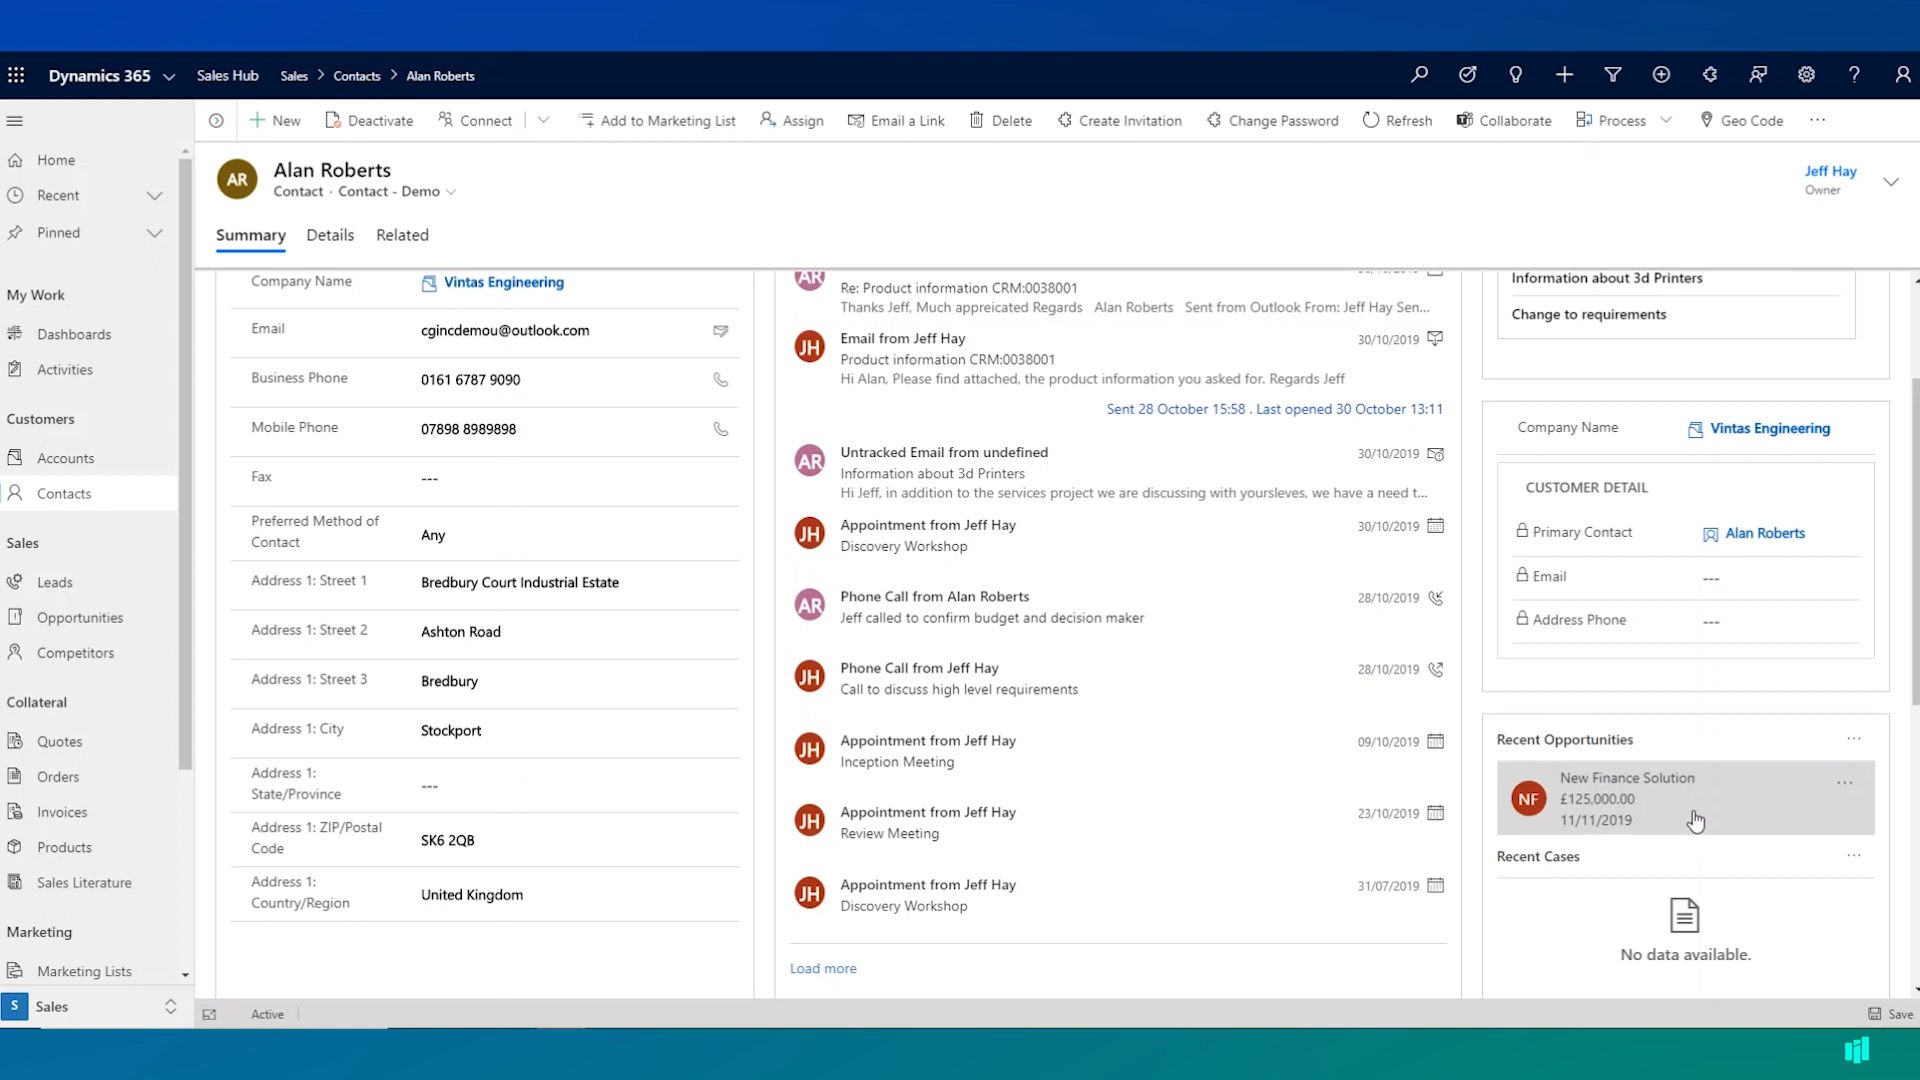 Dynamics 365
Sales Hub
Sales > Contacts > Alan Roberts
New
Deactivate
Connect
Add to Marketing List
Assign
Email a Link
Delete
Create Invitation
Change Password
Refresh
Collaborate
Process
Geo Code
Home
Recent
Pinned
My Work
Dashboards
Activities
Customers
Accounts
Contacts
Sales
Leads
Opportunities
Competitors
Collateral
Quotes
Orders
Invoices
Products
Sales Literature
Marketing
Marketing Lists
S Sales
AR
Alan Roberts
Contact · Contact - Demo
Jeff Hay
Owner
Summary
Details
Related
Company Name
Vintas Engineering
Email
cgincdemou@outlook.com
Business Phone
0161 6787 9090
Mobile Phone
07898 8989898
Fax
---
Preferred Method of
Contact
Any
Address 1: Street 1
Bredbury Court Industrial Estate
Address 1: Street 2
Ashton Road
Address 1: Street 3
Bredbury
Address 1: City
Stockport
Address 1:
State/Province
---
Address 1: ZIP/Postal
Code
SK6 2QB
Address 1:
Country/Region
United Kingdom
AR
Re: Product information CRM:0038001
Thanks Jeff, Much appreicated Regards Alan Roberts Sent from Outlook From: Jeff Hay Sen...
JH
Email from Jeff Hay
30/10/2019
Product information CRM:0038001
Hi Alan, Please find attached, the product information you asked for. Regards Jeff
Sent 28 October 15:58 . Last opened 30 October 13:11
AR
Untracked Email from undefined
30/10/2019
Information about 3d Printers
Hi Jeff, in addition to the services project we are discussing with yoursleves, we have a need t...
JH
Appointment from Jeff Hay
30/10/2019
Discovery Workshop
AR
Phone Call from Alan Roberts
28/10/2019
Jeff called to confirm budget and decision maker
JH
Phone Call from Jeff Hay
28/10/2019
Call to discuss high level requirements
JH
Appointment from Jeff Hay
09/10/2019
Inception Meeting
JH
Appointment from Jeff Hay
23/10/2019
Review Meeting
JH
Appointment from Jeff Hay
31/07/2019
Discovery Workshop
Load more
Information about 3d Printers
Change to requirements
Company Name
Vintas Engineering
CUSTOMER DETAIL
Primary Contact
Alan Roberts
Email
---
Address Phone
---
Recent Opportunities
NF
New Finance Solution
£125,000.00
11/11/2019
Recent Cases
No data available.
Active
Save